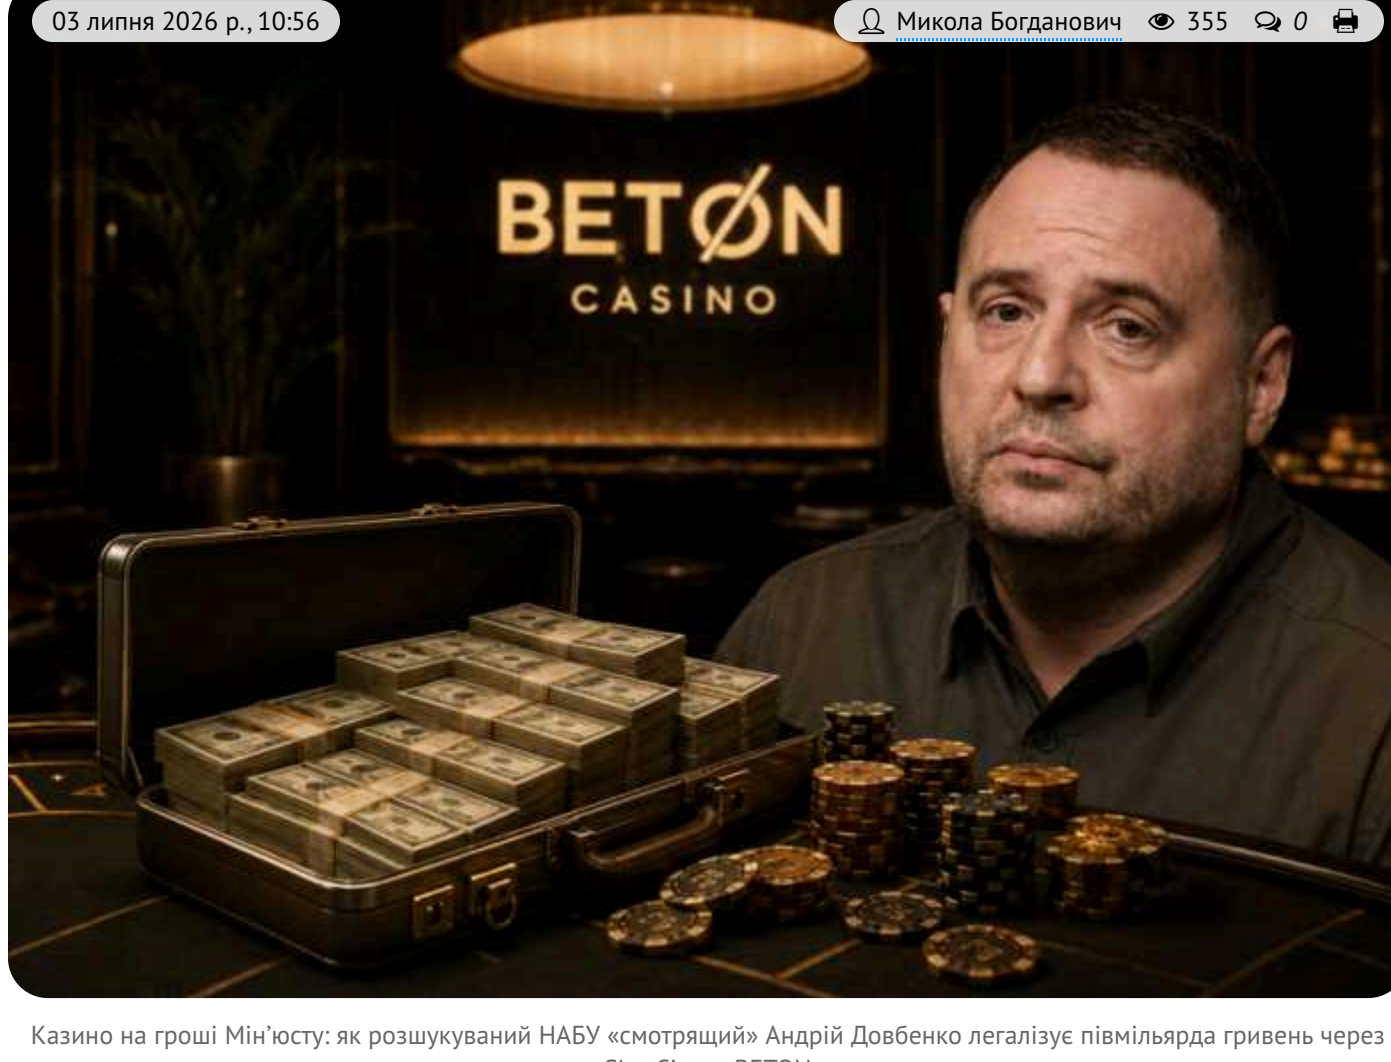 03 липня 2026 р., 10:56
Микола Богданович 355 0
BETØN
CASINO
Казино на гроші Мін’юсту: як розшукуваний НАБУ «смотрящий» Андрій Довбенко легалізує півмільярда гривень через